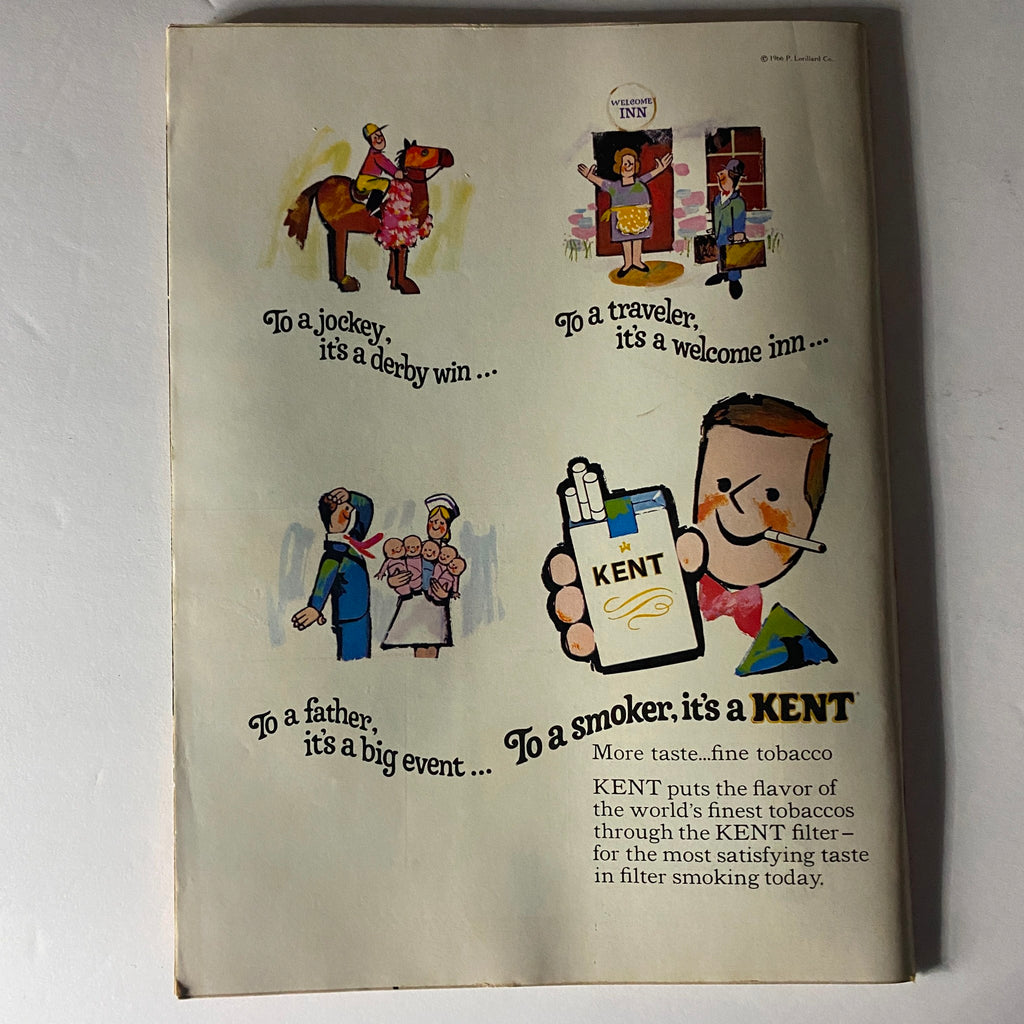 © 1966 P. Lorillard Co.
WELCOME
INN
To a jockey,
it's a derby win...
To a traveler,
it's a welcome inn...
KENT
To a father,
it's a big event...
To a smoker, it's a KENT®
More taste...fine tobacco
KENT puts the flavor of
the world's finest tobaccos
through the KENT filter–
for the most satisfying taste
in filter smoking today.